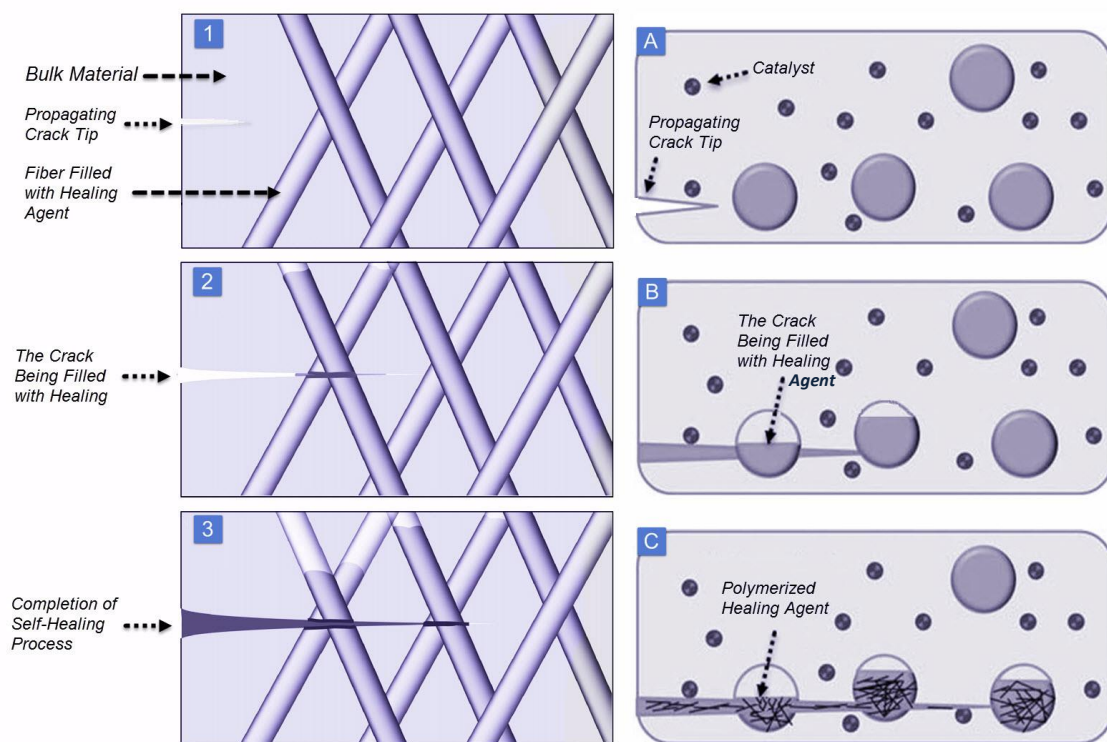 1
Bulk Material
Propagating
Crack Tip
Fiber Filled
with Healing
Agent
2
The Crack
Being Filled
with Healing
3
Completion of
Self-Healing
Process
A
Catalyst
Propagating
Crack Tip
B
The Crack
Being Filled
with Healing
Agent
C
Polymerized
Healing Agent